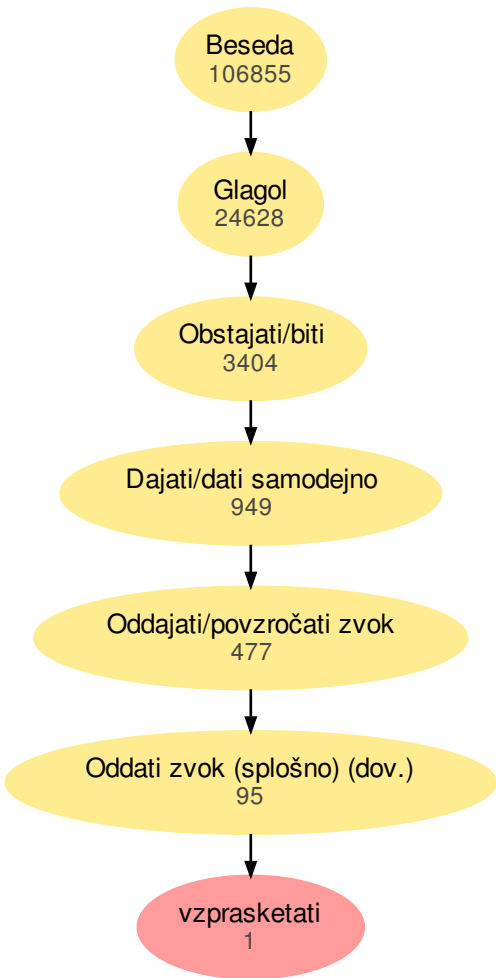 Beseda
106855
Glagol
24628
Obstajati/biti
3404
Dajati/dati samodejno
949
Oddajati/povzročati zvok
477
Oddati zvok (splošno) (dov.)
95
vzprasketati
1